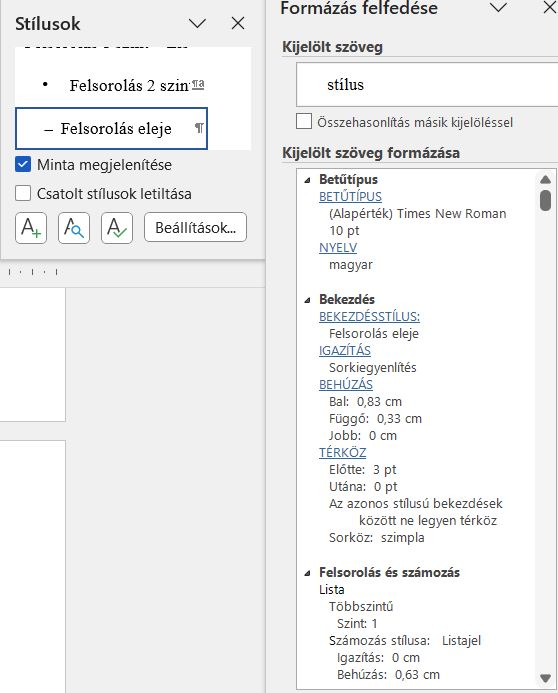 Stílusok
• Felsorolás 2 szint ¶a
– Felsorolás eleje ¶
Minta megjelenítése
Csatolt stílusok letiltása
Beállítások...
Formázás felfedése
Kijelölt szöveg
stílus
Összehasonlítás másik kijelöléssel
Kijelölt szöveg formázása
Betűtípus
BETŰTÍPUS
(Alapérték) Times New Roman
10 pt
NYELV
magyar
Bekezdés
BEKEZDÉSSTÍLUS:
Felsorolás eleje
IGAZÍTÁS
Sorkiegyenlítés
BEHÚZÁS:
Bal: 0,83 cm
Függő: 0,33 cm
Jobb: 0 cm
TÉRKÖZ
Előtte: 3 pt
Utána: 0 pt
Az azonos stílusú bekezdések
között ne legyen térköz
Sorköz: szimpla
Felsorolás és számozás
Lista
Többszintű
Szint: 1
Számozás stílusa: Listajel
Igazítás: 0 cm
Behúzás: 0,63 cm